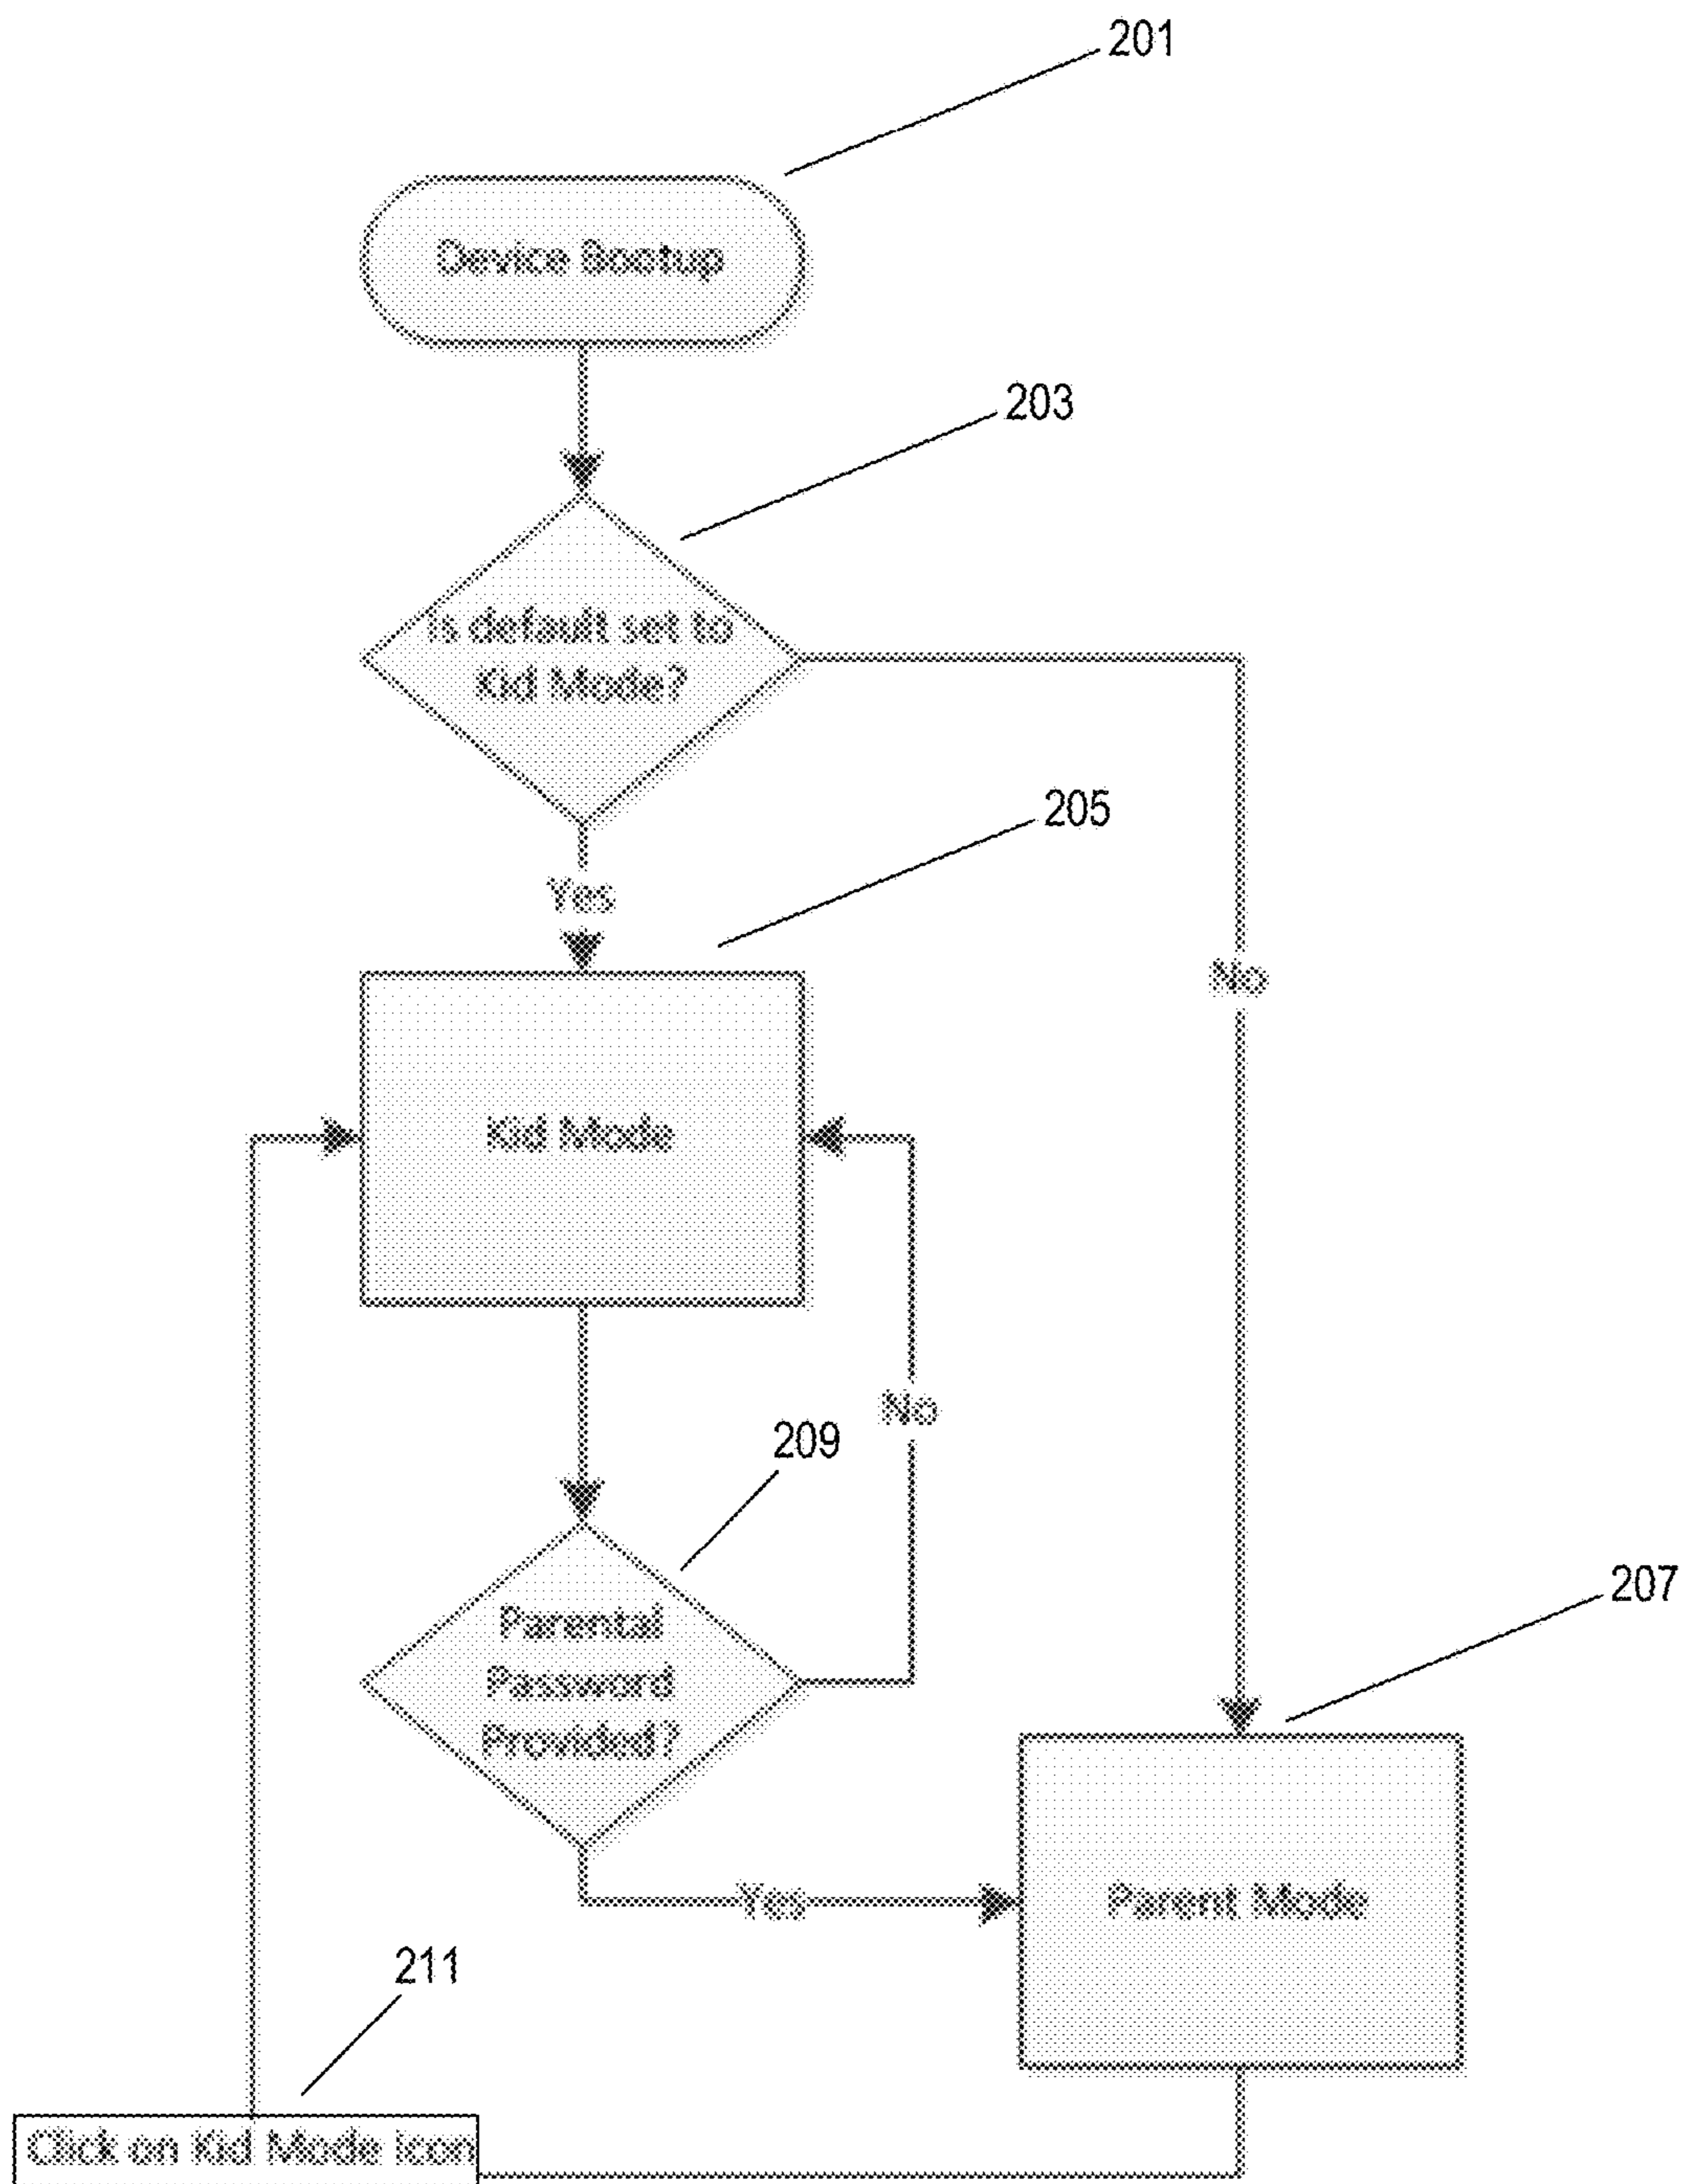 201
Device Bootup
203
Is default set to
Kid Mode?
205
Yes
No
Kid Mode
No
209
Parental
Password
Provided?
207
Yes
Parent Mode
211
Click on Kid Mode icon